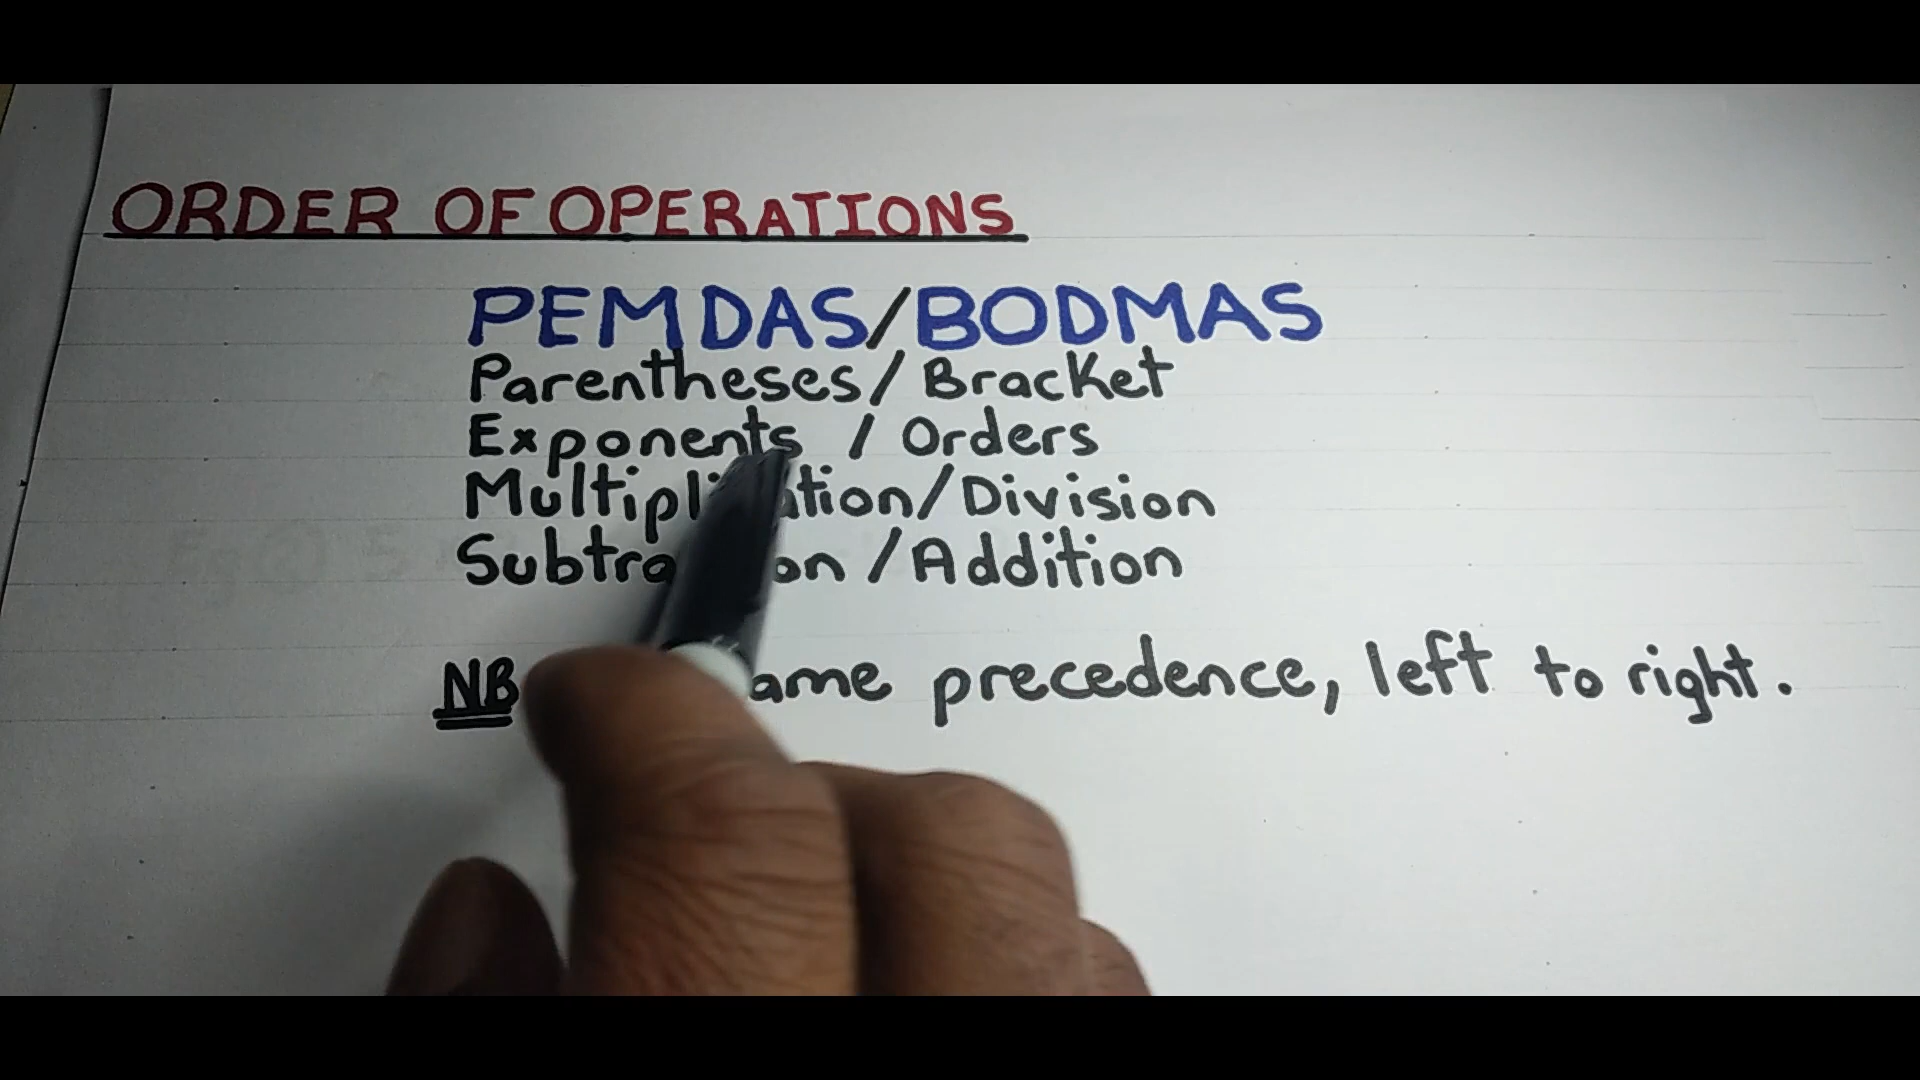 ORDER OF OPERATIONS
PEMDAS/BODMAS
Parentheses/Bracket
Exponents / Orders
/Division
/Addition
NB precedence, left to right.